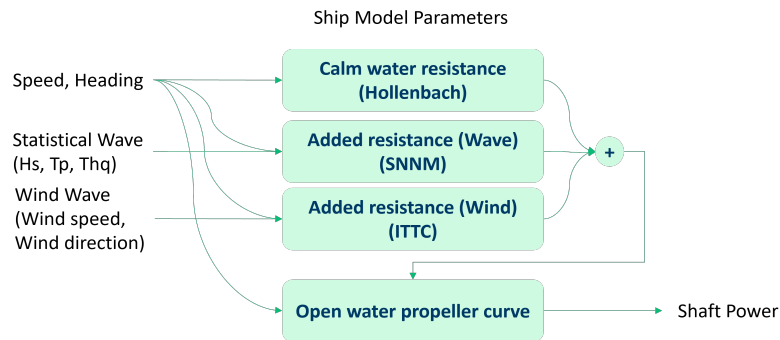 Ship Model Parameters
Speed, Heading
Calm water resistance
(Hollenbach)
Statistical Wave
(Hs, Tp, Thq)
Added resistance (Wave)
(SNNM)
+
Wind Wave
(Wind speed,
Wind direction)
Added resistance (Wind)
(ITTC)
Open water propeller curve
Shaft Power